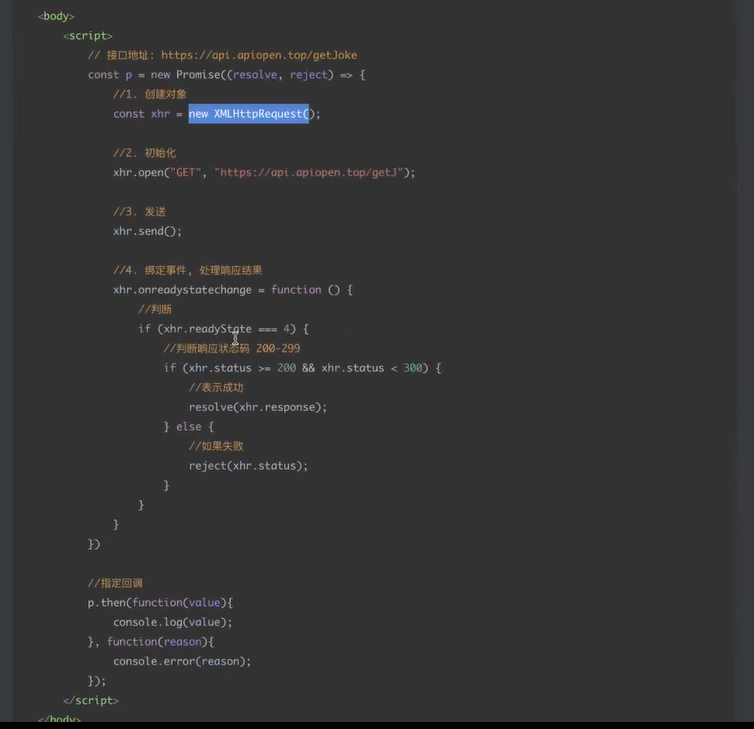 <body>
<script>
// 接口地址: https://api.apiopen.top/getJoke
const p = new Promise((resolve, reject) => {
//1. 创建对象
const xhr = new XMLHttpRequest();
//2. 初始化
xhr.open("GET", "https://api.apiopen.top/getJ");
//3. 发送
xhr.send();
//4. 绑定事件, 处理响应结果
xhr.onreadystatechange = function () {
//判断
if (xhr.readyState === 4) {
//判断响应状态码 200-299
if (xhr.status >= 200 && xhr.status < 300) {
//表示成功
resolve(xhr.response);
} else {
//如果失败
reject(xhr.status);
}
}
}
})
//指定回调
p.then(function(value){
console.log(value);
}, function(reason){
console.error(reason);
});
</script>
</body>